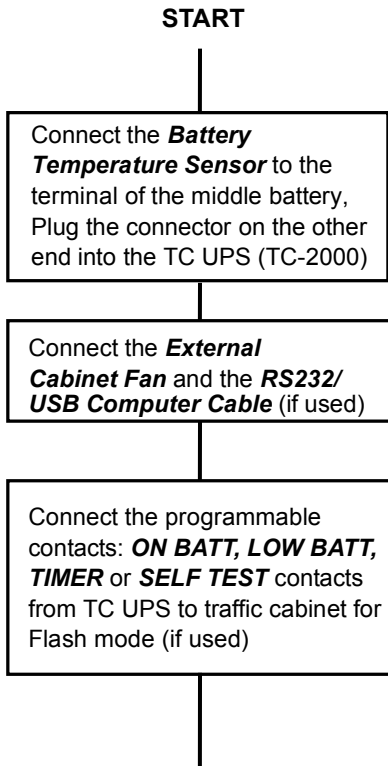 START
Connect the Battery
Temperature Sensor to the
terminal of the middle battery,
Plug the connector on the other
end into the TC UPS (TC-2000)
Connect the External
Cabinet Fan and the RS232/
USB Computer Cable (if used)
Connect the programmable
contacts: ON BATT, LOW BATT,
TIMER or SELF TEST contacts
from TC UPS to traffic cabinet for
Flash mode (if used)